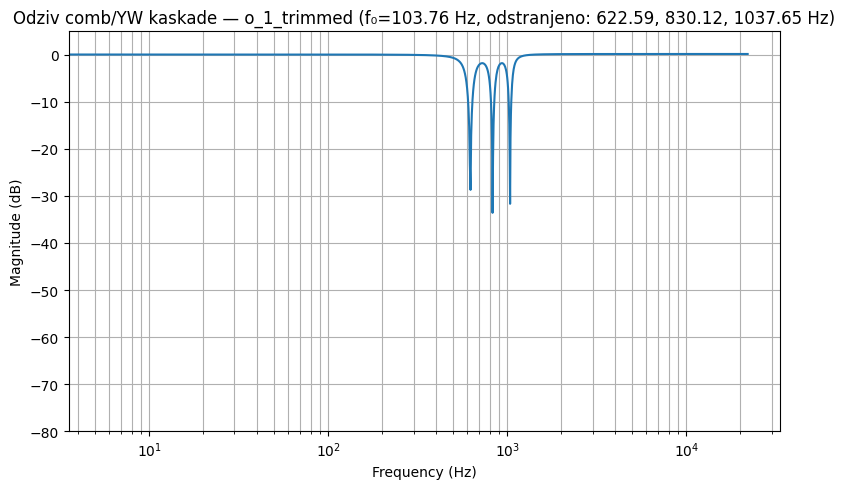 Odziv comb/YW kaskade — o_1_trimmed (f₀=103.76 Hz, odstranjeno: 622.59, 830.12, 1037.65 Hz)
0
−10
−20
−30
−40
−50
−60
−70
−80
Magnitude (dB)
10¹ 10² 10³ 10⁴
Frequency (Hz)